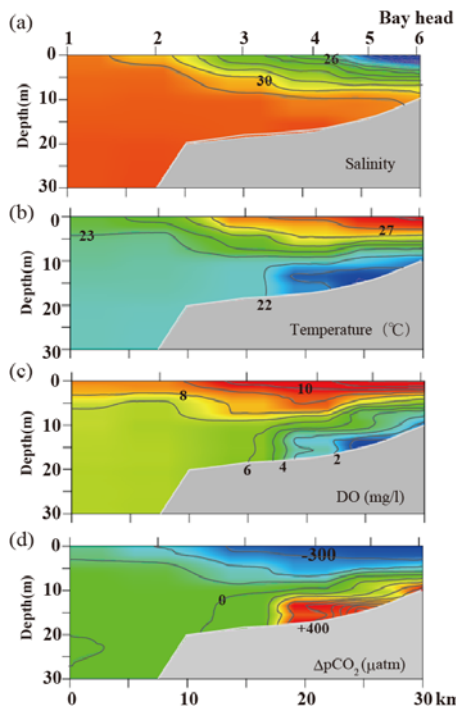 (a) Bay head
1 2 3 4 5 6
0
10
20
30
Depth(m)
26
30
Salinity
(b)
0
10
20
30
Depth(m)
23
27
22
Temperature (℃)
(c)
0
10
20
30
Depth(m)
8
10
6
4
2
DO (mg/l)
(d)
0
10
20
30
Depth(m)
-300
0
+400
ΔpCO₂(μatm)
0 10 20 30 km